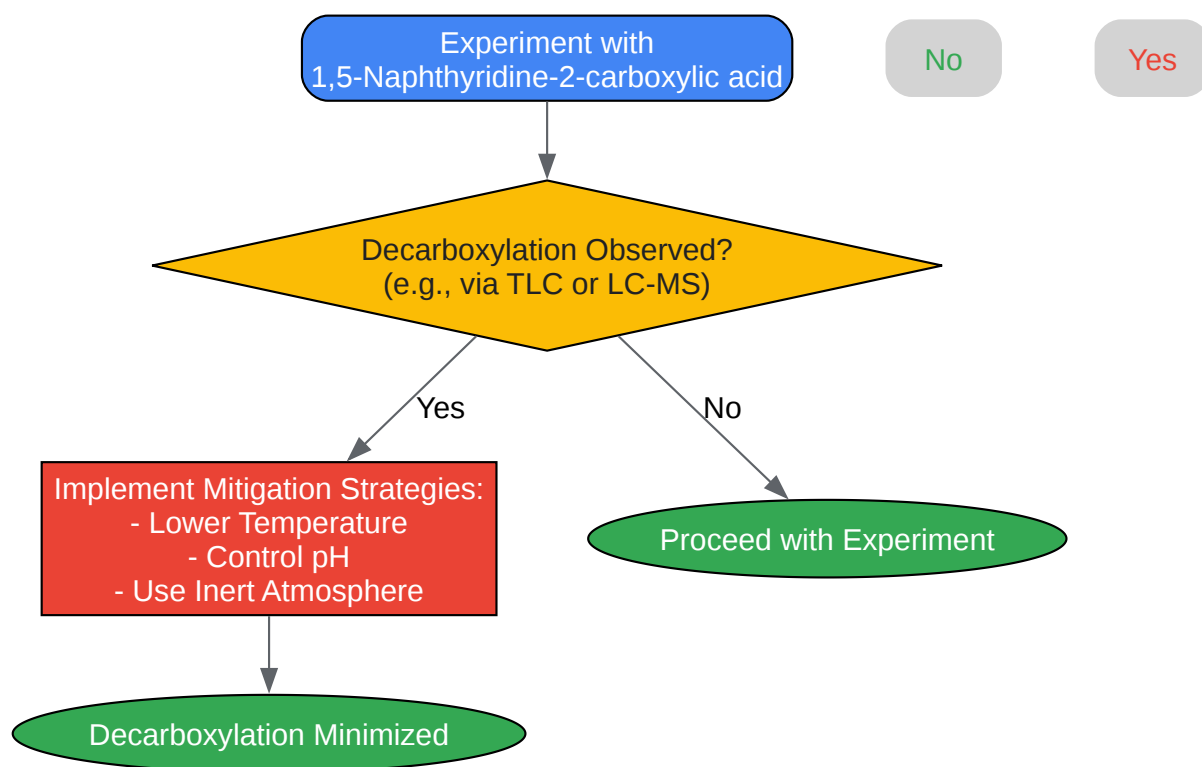 Experiment with
1,5-Naphthyridine-2-carboxylic acid
No
Yes
Decarboxylation Observed?
(e.g., via TLC or LC-MS)
Yes
No
Implement Mitigation Strategies:
- Lower Temperature
- Control pH
- Use Inert Atmosphere
Proceed with Experiment
Decarboxylation Minimized